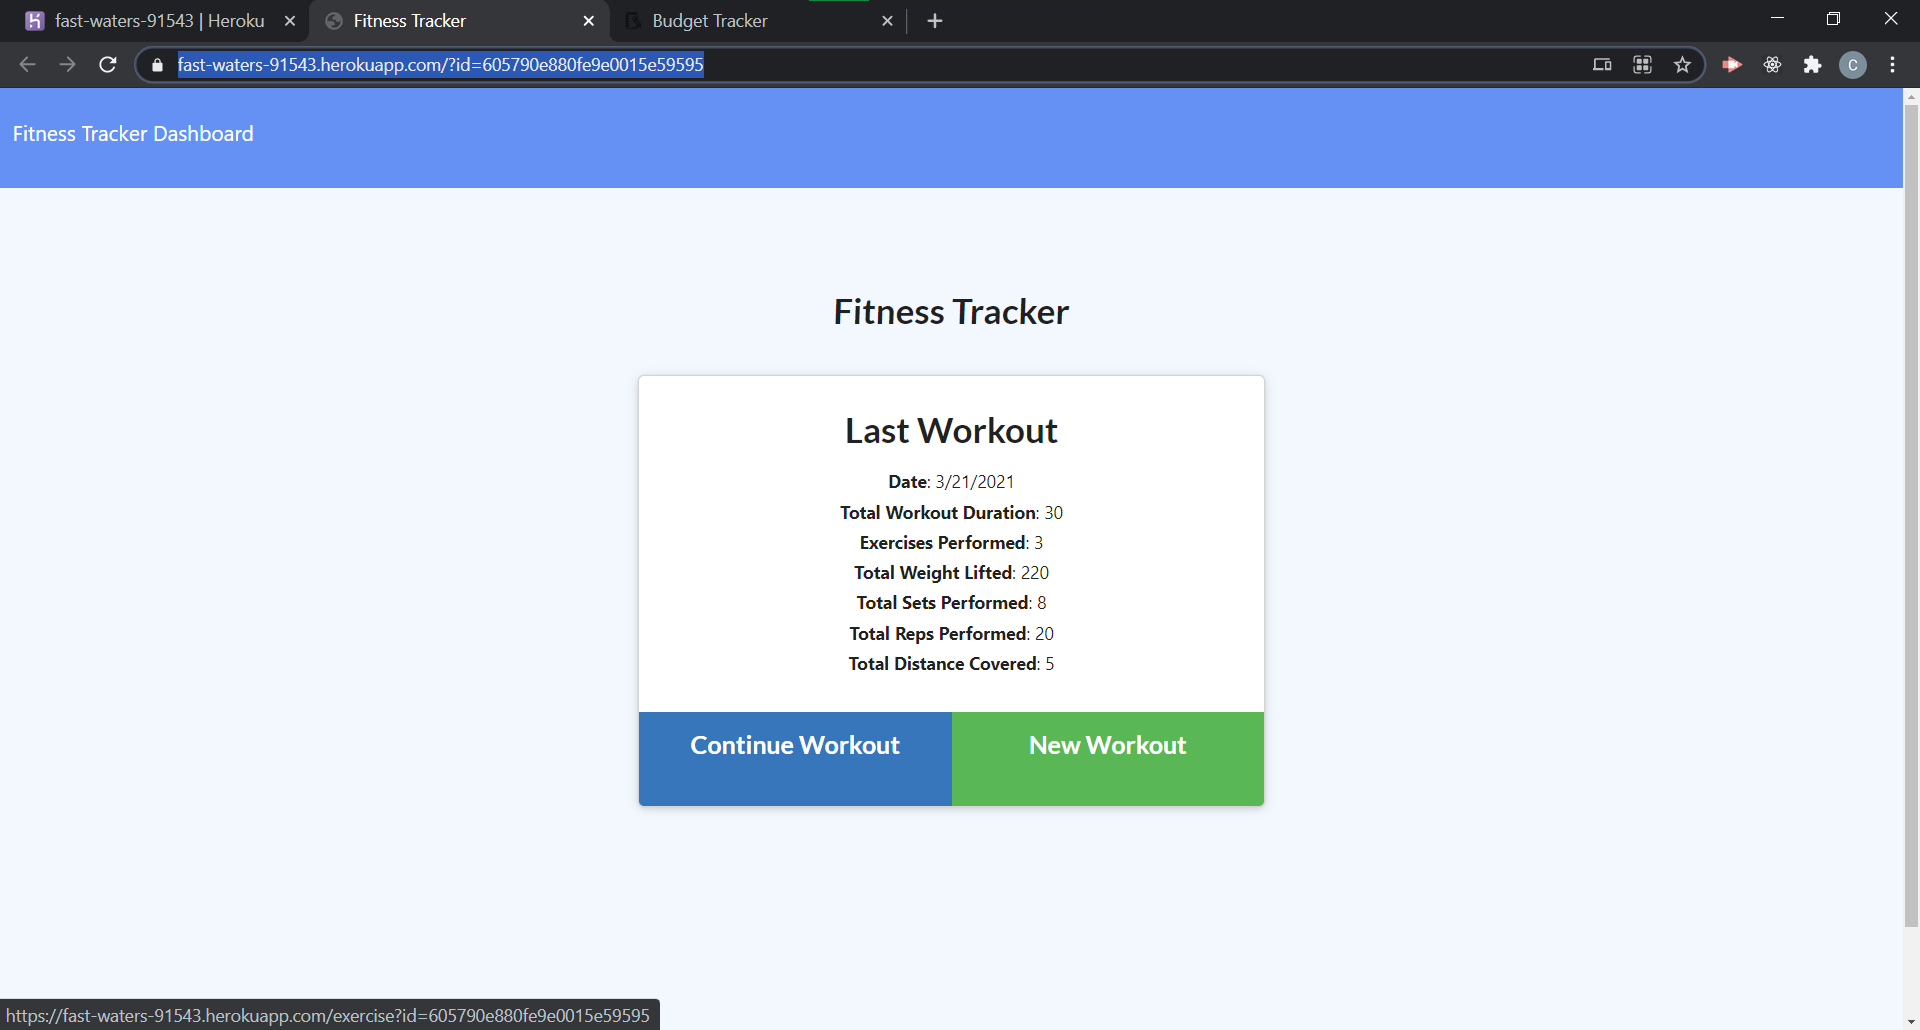 fast-waters-91543 | Heroku
Fitness Tracker
Budget Tracker
fast-waters-91543.herokuapp.com/?id=605790e880fe9e0015e59595
C
Fitness Tracker Dashboard
Fitness Tracker
Last Workout
Date: 3/21/2021
Total Workout Duration: 30
Exercises Performed: 3
Total Weight Lifted: 220
Total Sets Performed: 8
Total Reps Performed: 20
Total Distance Covered: 5
Continue Workout
New Workout
https://fast-waters-91543.herokuapp.com/exercise?id=605790e880fe9e0015e59595